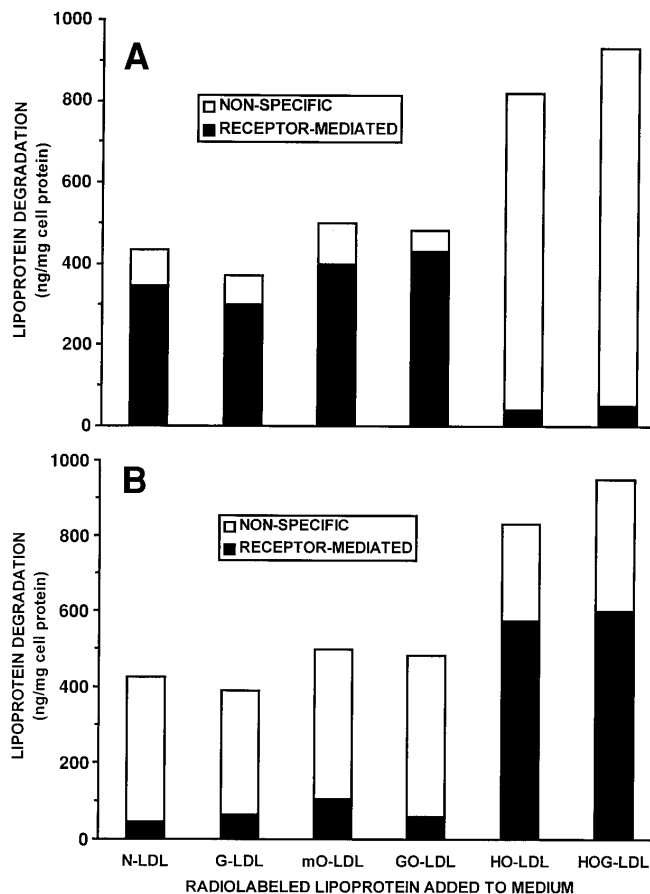 A
1000
800
600
400
200
0
LIPOPROTEIN DEGRADATION
(ng/mg cell protein)
NON-SPECIFIC
RECEPTOR-MEDIATED
B
1000
800
600
400
200
0
LIPOPROTEIN DEGRADATION
(ng/mg cell protein)
NON-SPECIFIC
RECEPTOR-MEDIATED
N-LDL G-LDL mO-LDL GO-LDL HO-LDL HOG-LDL
RADIOLABELED LIPOPROTEIN ADDED TO MEDIUM